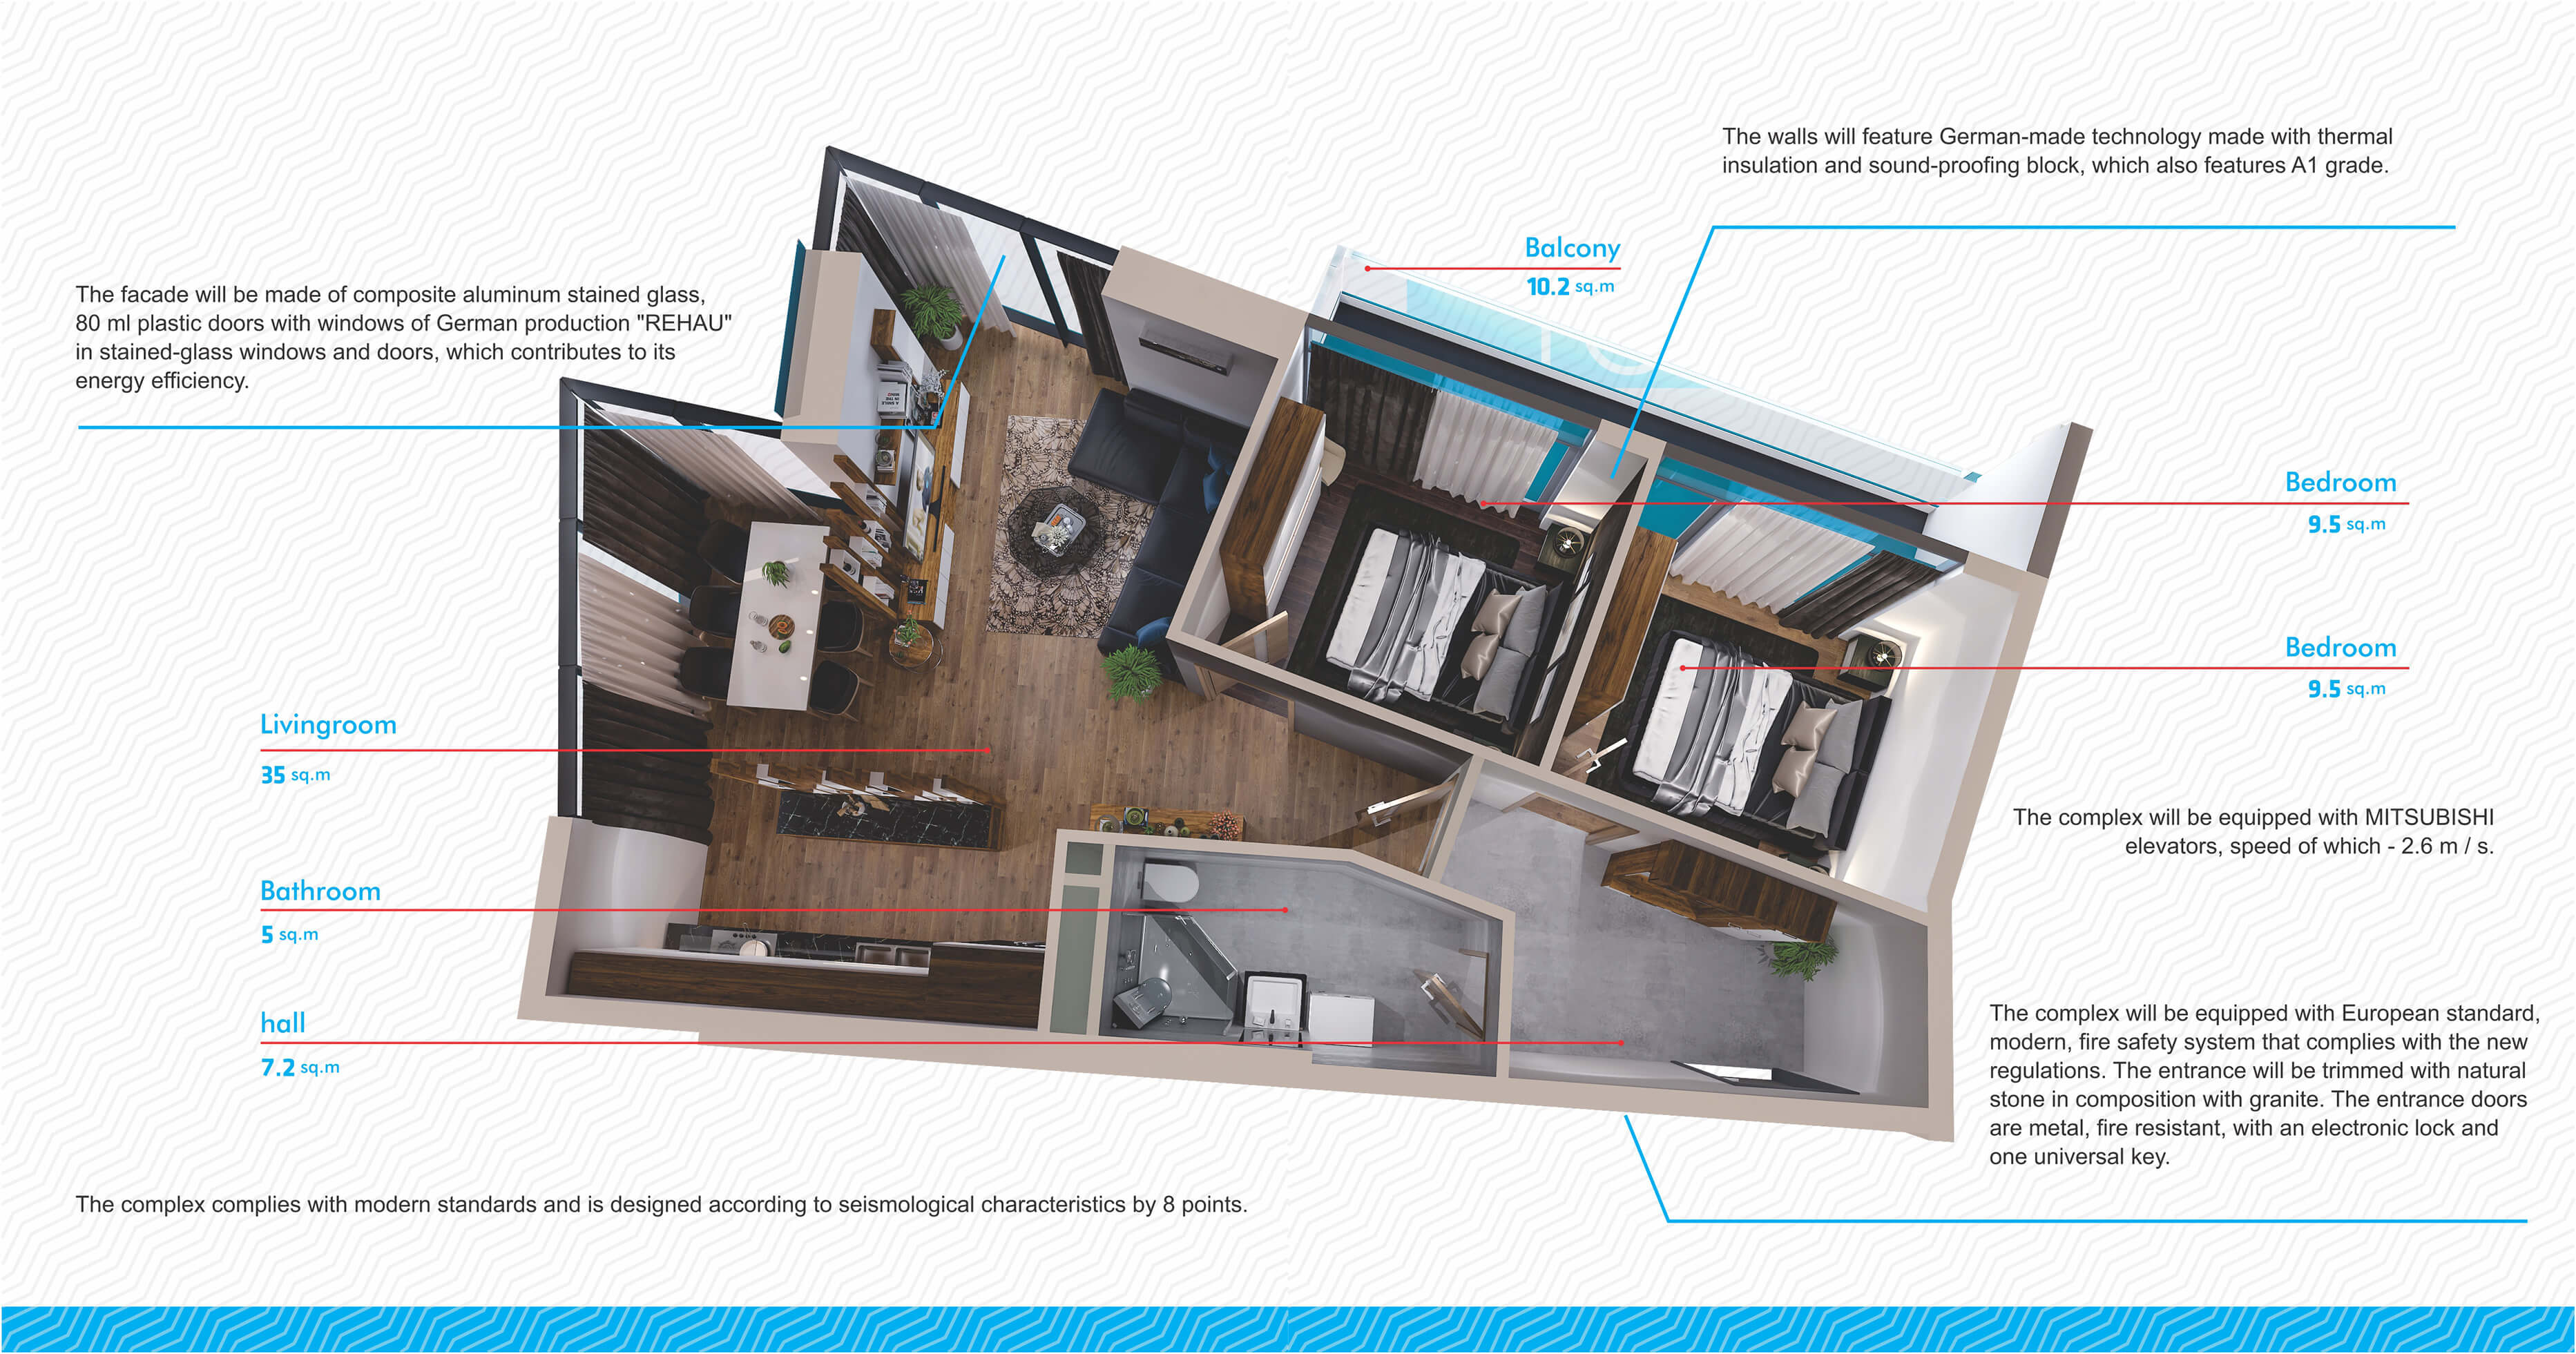 The walls will feature German-made technology made with thermal
insulation and sound-proofing block, which also features A1 grade.
Balcony
10.2 sq.m
The facade will be made of composite aluminum stained glass,
80 ml plastic doors with windows of German production "REHAU"
in stained-glass windows and doors, which contributes to its
energy efficiency.
Bedroom
9.5 sq.m
Bedroom
9.5 sq.m
Livingroom
35 sq.m
The complex will be equipped with MITSUBISHI
elevators, speed of which - 2.6 m / s.
Bathroom
5 sq.m
hall
7.2 sq.m
The complex will be equipped with European standard,
modern, fire safety system that complies with the new
regulations. The entrance will be trimmed with natural
stone in composition with granite. The entrance doors
are metal, fire resistant, with an electronic lock and
one universal key.
The complex complies with modern standards and is designed according to seismological characteristics by 8 points.